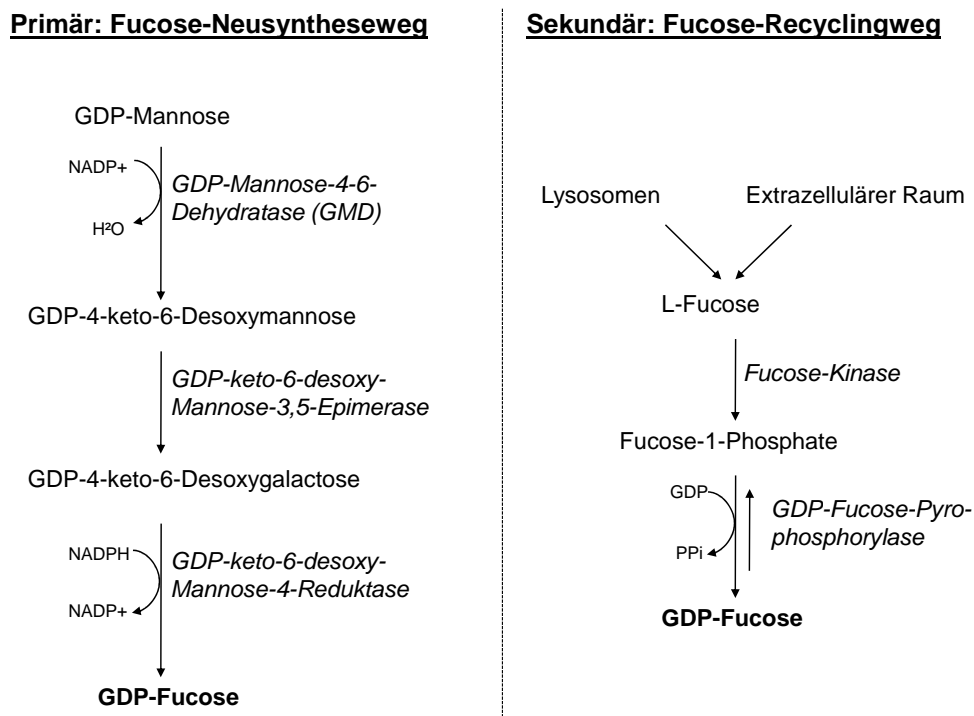 Primär: Fucose-Neusyntheseweg
GDP-Mannose
NADP+
GDP-Mannose-4-6-
Dehydratase (GMD)
H²O
GDP-4-keto-6-Desoxymannose
GDP-keto-6-desoxy-
Mannose-3,5-Epimerase
GDP-4-keto-6-Desoxygalactose
NADPH
GDP-keto-6-desoxy-
Mannose-4-Reduktase
NADP+
GDP-Fucose
Sekundär: Fucose-Recyclingweg
Lysosomen
Extrazellulärer Raum
L-Fucose
Fucose-Kinase
Fucose-1-Phosphate
GDP
GDP-Fucose-Pyro-
phosphorylase
PPi
GDP-Fucose